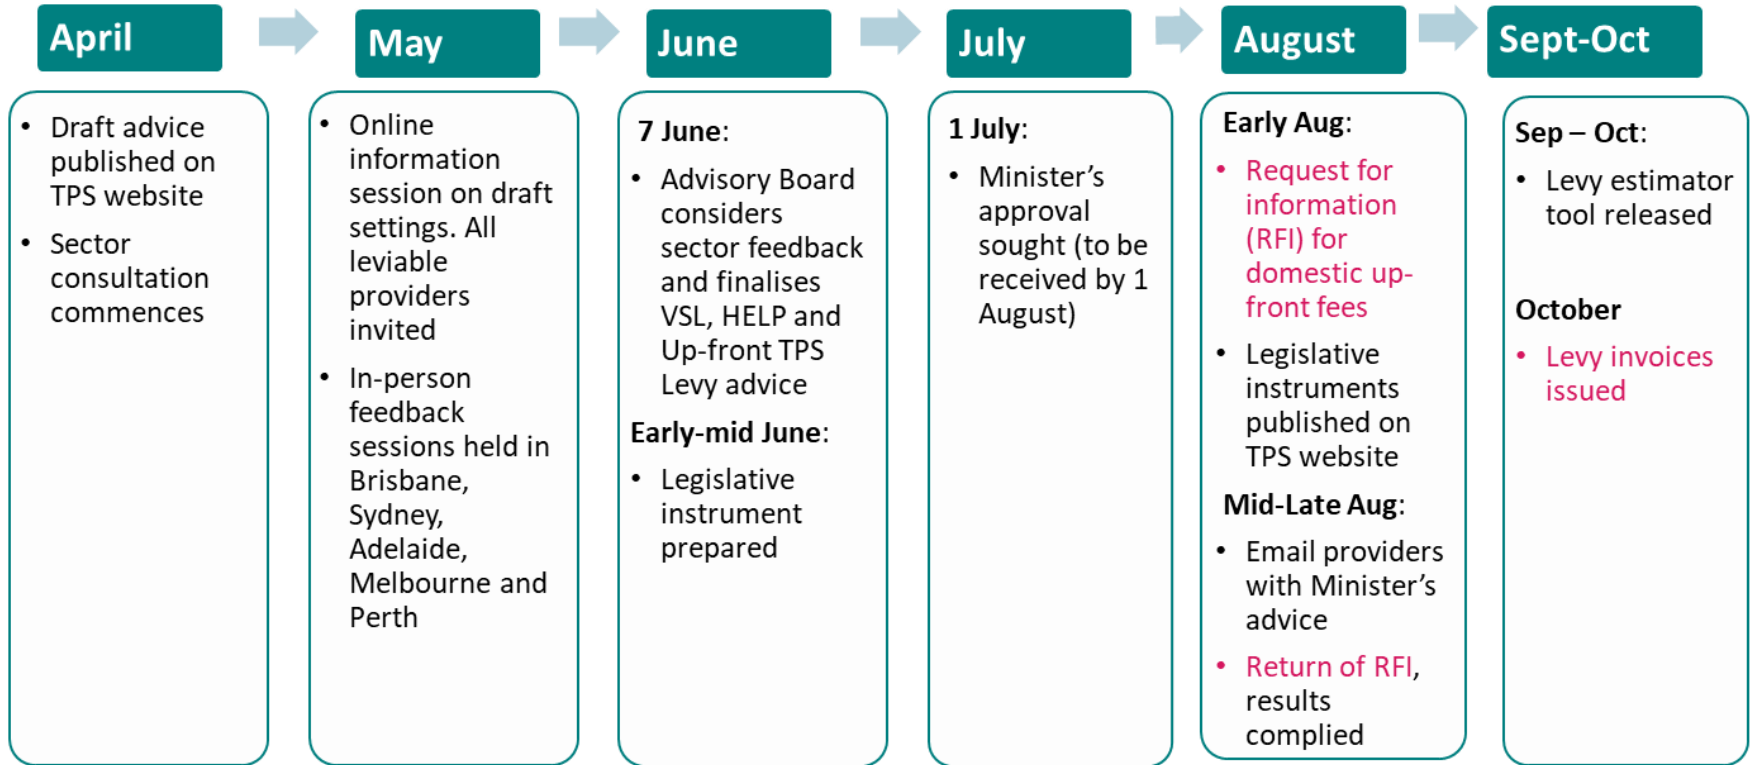 April
• Draft advice
published on
TPS website
• Sector
consultation
commences
May
• Online
information
session on draft
settings. All
leviable
providers
invited
• In-person
feedback
sessions held in
Brisbane,
Sydney,
Adelaide,
Melbourne and
Perth
June
7 June:
• Advisory Board
considers
sector feedback
and finalises
VSL, HELP and
Up-front TPS
Levy advice
Early-mid June:
• Legislative
instrument
prepared
July
1 July:
• Minister’s
approval
sought (to be
received by 1
August)
August
Early Aug:
• Request for
information
(RFI) for
domestic up-
front fees
• Legislative
instruments
published on
TPS website
Mid-Late Aug:
• Email providers
with Minister’s
advice
• Return of RFI,
results
complied
Sept-Oct
Sep – Oct:
• Levy estimator
tool released
October
• Levy invoices
issued